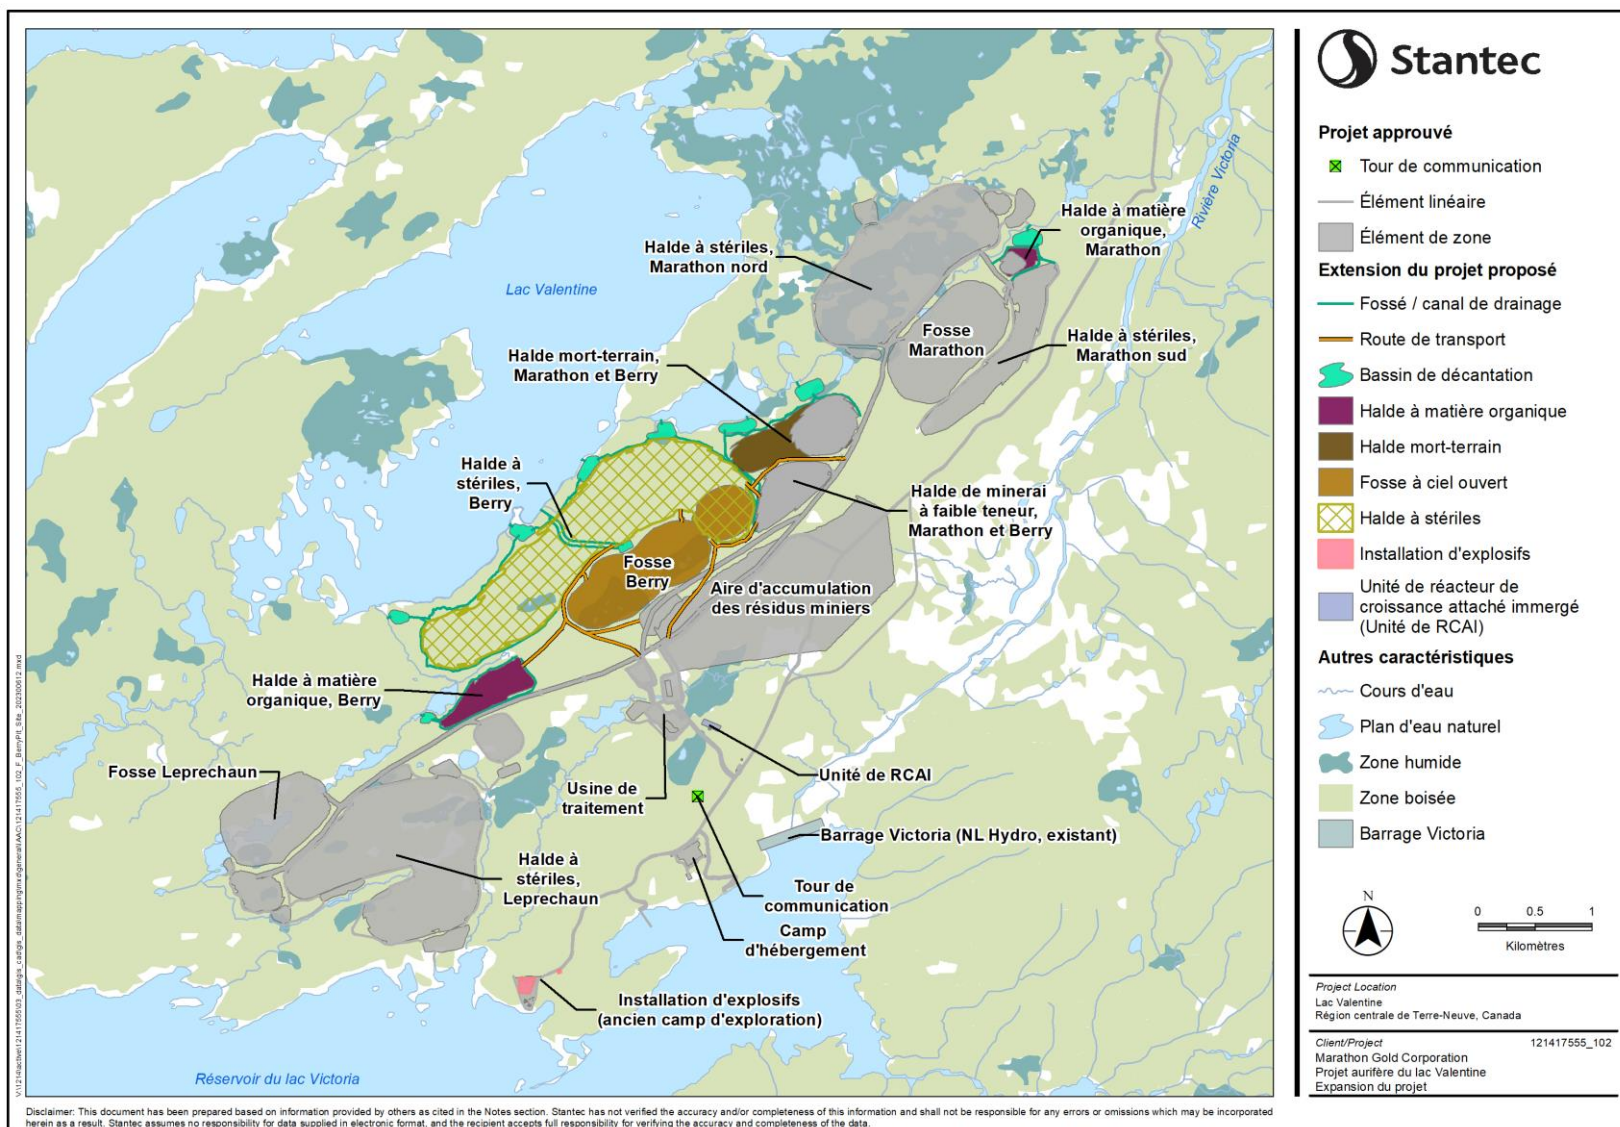 Stantec
Projet approuvé
Tour de communication
Élément linéaire
Élément de zone
Extension du projet proposé
Fossé / canal de drainage
Route de transport
Bassin de décantation
Halde à matière organique
Halde mort-terrain
Fosse à ciel ouvert
Halde à stériles
Installation d'explosifs
Unité de réacteur de
croissance attaché immergé
(Unité de RCAI)
Autres caractéristiques
Cours d'eau
Plan d'eau naturel
Zone humide
Zone boisée
Barrage Victoria
N
0 0.5 1
Kilomètres
Project Location
Lac Valentine
Région centrale de Terre-Neuve, Canada
Client/Project 121417555_102
Marathon Gold Corporation
Projet aurifère du lac Valentine
Expansion du projet
Rivière Victoria
Halde à matière
organique,
Marathon
Halde à stériles,
Marathon nord
Lac Valentine
Fosse
Marathon
Halde à stériles,
Marathon sud
Halde mort-terrain,
Marathon et Berry
Halde à
stériles,
Berry
Halde de minerai
à faible teneur,
Marathon et Berry
Fosse
Berry
Aire d'accumulation
des résidus miniers
Halde à matière
organique, Berry
Fosse Leprechaun
Usine de
traitement
Unité de RCAI
Barrage Victoria (NL Hydro, existant)
Halde à
stériles,
Leprechaun
Tour de
communication
Camp
d'hébergement
Installation d'explosifs
(ancien camp d'exploration)
Réservoir du lac Victoria
Disclaimer: This document has been prepared based on information provided by others as cited in the Notes section. Stantec has not verified the accuracy and/or completeness of this information and shall not be responsible for any errors or omissions which may be incorporated
herein as a result. Stantec assumes no responsibility for data supplied in electronic format, and the recipient accepts full responsibility for verifying the accuracy and completeness of the data.